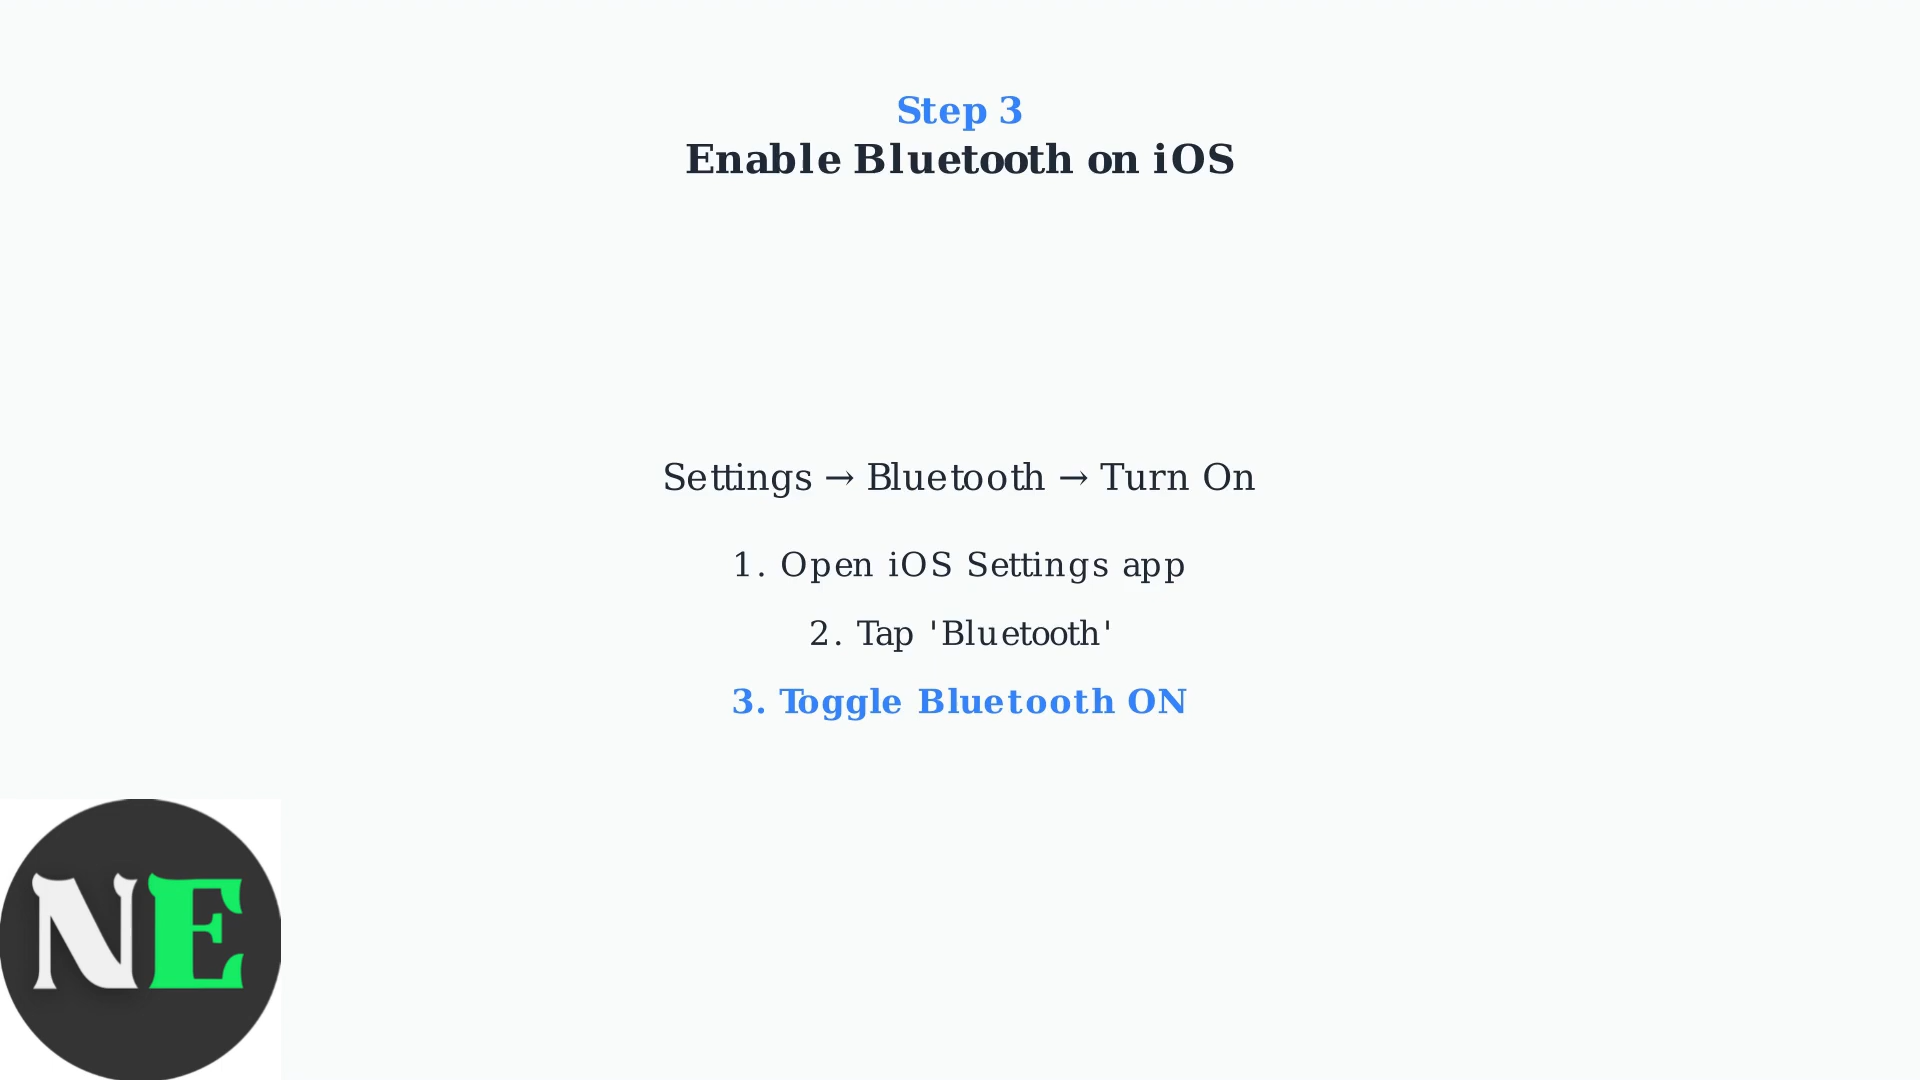 Step 3
Enable Bluetooth on iOS
Settings → Bluetooth → Turn On
1. Open iOS Settings app
2. Tap 'Bluetooth'
3. Toggle Bluetooth ON
NE